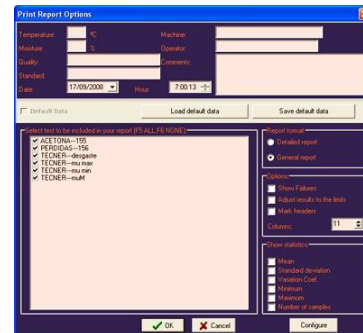 Print Report Options
Temperature: ºC Machine:
Moisture: % Operator:
Quality: Comments:
Standard:
Date: 17/09/2008 Hour: 7:00:13
Default Data Load default data Save default data
Select test to be included in your report (F5 ALL,F6 NONE)
ACETONA--155
PERDIDAS--156
TECNER--desgaste
TECNER--mu max
TECNER--mu min
TECNER--muM
Report format:
Detailed report
General report
Options:
Show Failures
Adjust results to the limits
Mark headers
Columns: 11
Show statistics:
Mean
Standard deviation
Variation Coef.
Minimum
Maximum
Number of samples
OK Cancel Configure